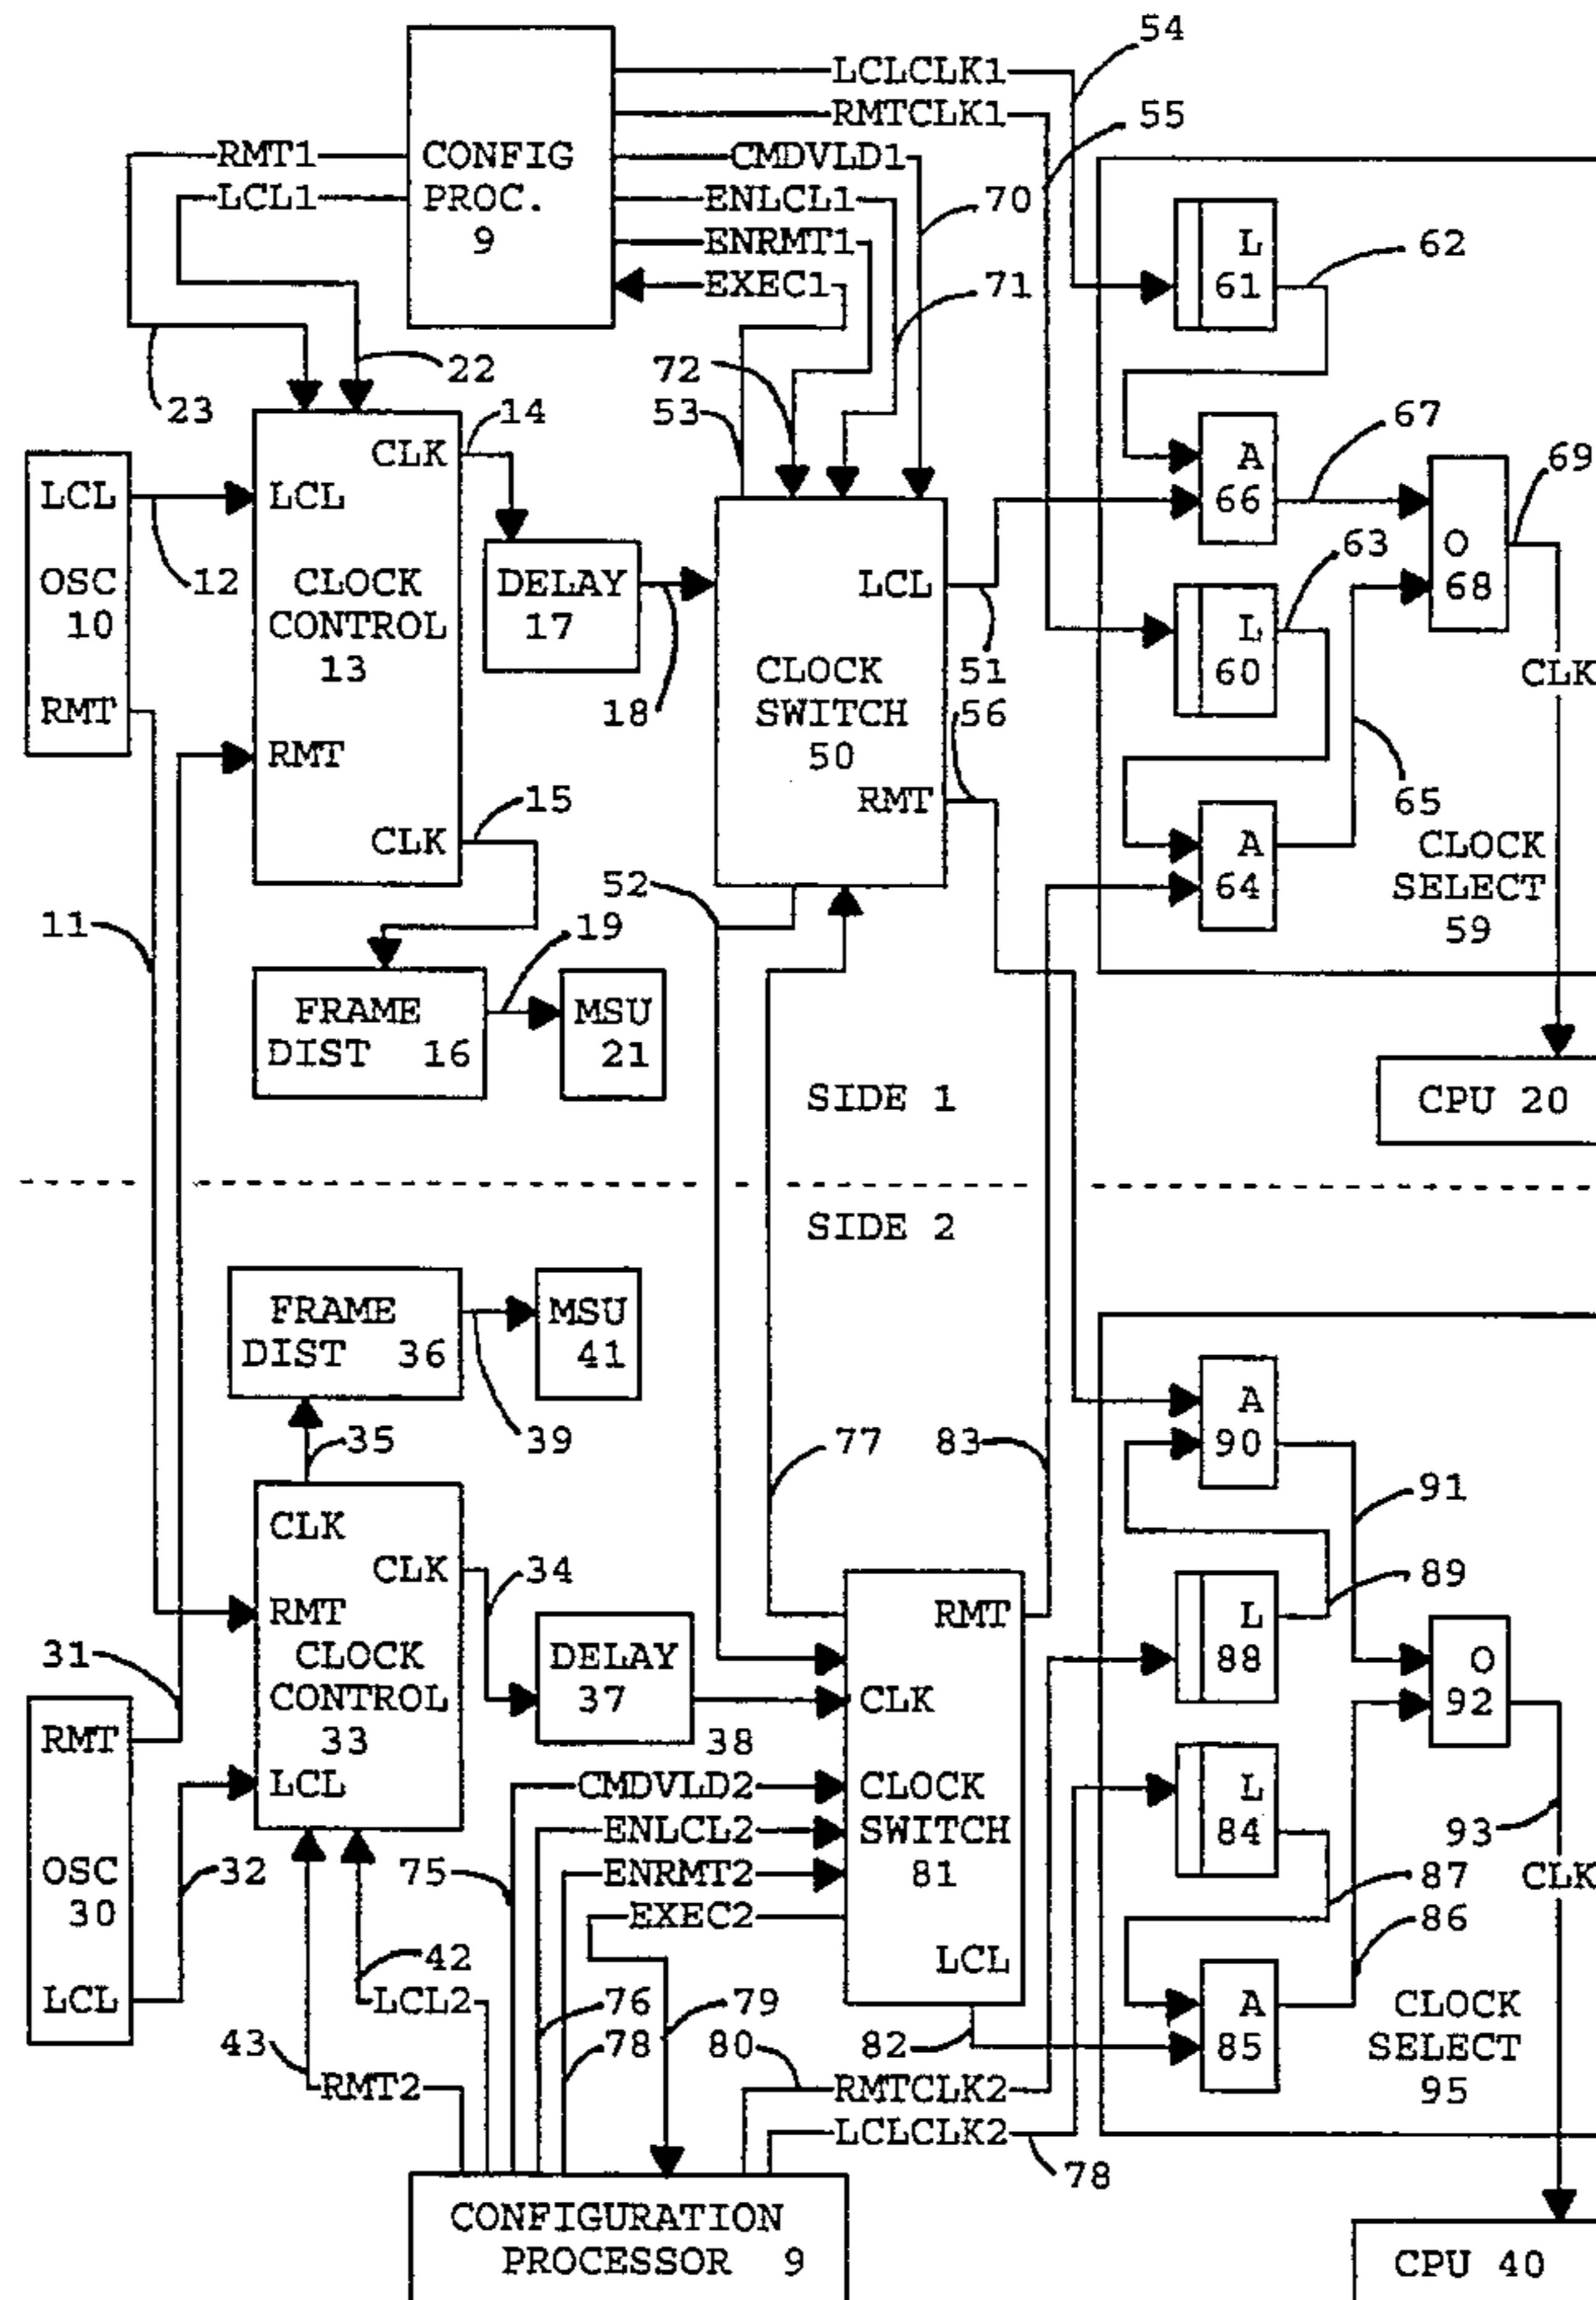 54
LCLCLK1
RMTCLK1
55
RMT1
CONFIG
CMDVLD1
LCL1
PROC.
ENLCL1
70
9
ENRMT1
L
61
62
EXEC1
71
22
72
23
14
53
67
CLK
A
69
LCL
LCL
66
63
O
OSC
12
CLOCK
DELAY
LCL
68
10
CONTROL
17
L
13
CLOCK
51
60
CLK
RMT
18
SWITCH
56
RMT
50
15
RMT
65
CLK
A
CLOCK
52
64
SELECT
11
19
59
FRAME
MSU
DIST 16
21
SIDE 1
CPU 20
SIDE 2
FRAME
MSU
DIST 36
41
A
35
39
77
83
90
91
CLK
CLK
34
89
RMT
RMT
L
31
CLOCK
DELAY
88
O
CONTROL
37
CLK
92
RMT
33
38
LCL
CMDVLD2
CLOCK
L
ENLCL2
SWITCH
84
93
OSC
32
75
ENRMT2
81
87
CLK
30
EXEC2
86
42
LCL
LCL
LCL2
76
79
A
CLOCK
43
78
80
82
85
SELECT
RMT2
RMTCLK2
95
LCLCLK2
78
CONFIGURATION
PROCESSOR 9
CPU 40